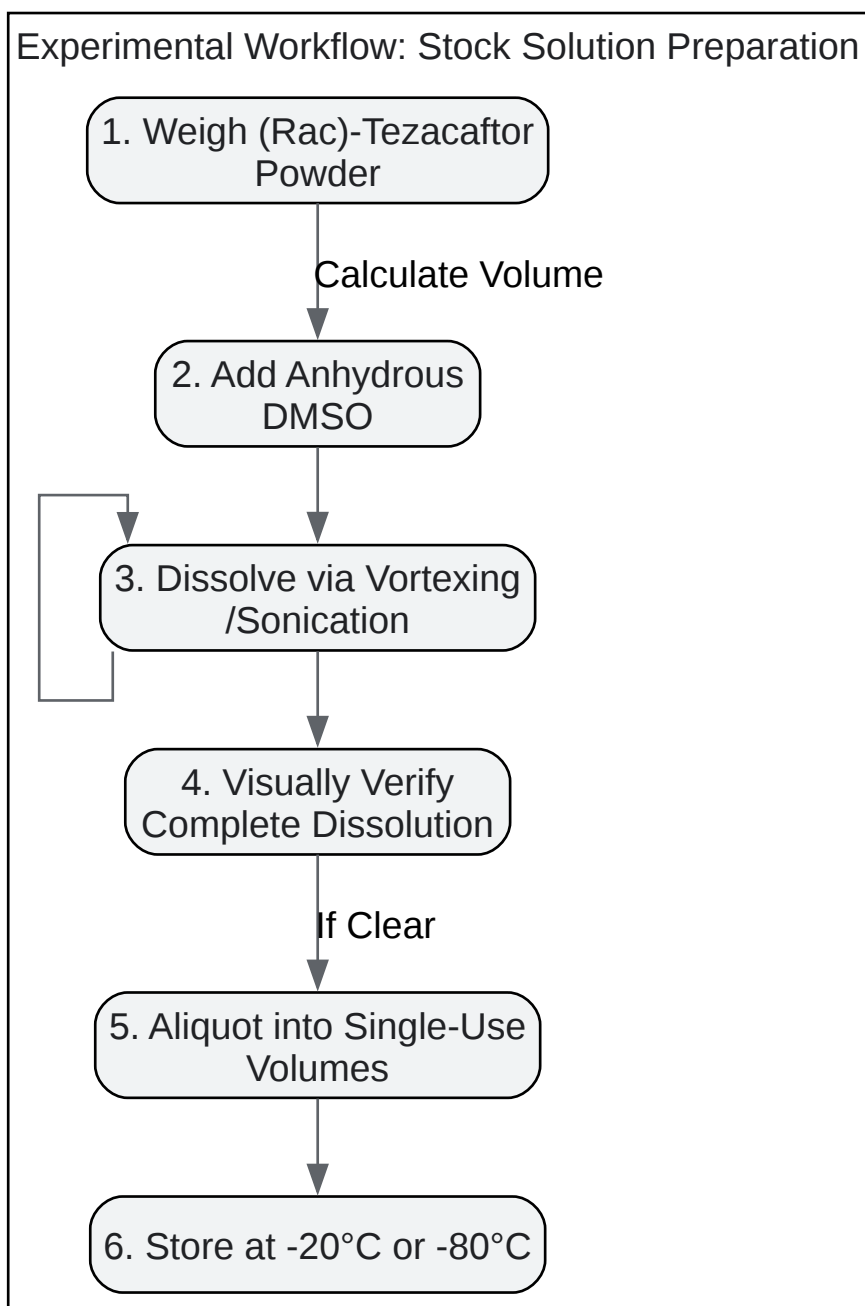 Experimental Workflow: Stock Solution Preparation
1. Weigh (Rac)-Tezacaftor
Powder
Calculate Volume
2. Add Anhydrous
DMSO
3. Dissolve via Vortexing
/Sonication
4. Visually Verify
Complete Dissolution
If Clear
5. Aliquot into Single-Use
Volumes
6. Store at -20°C or -80°C